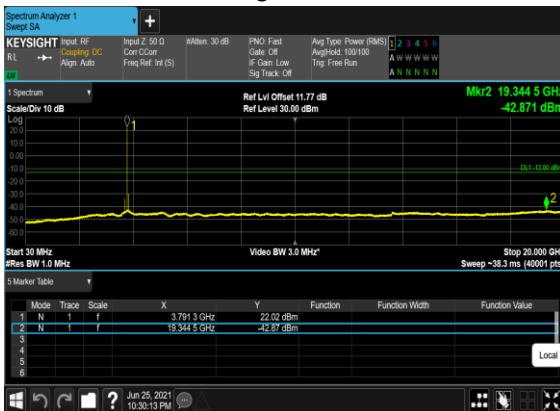 Spectrum Analyzer 1
Swept SA
+
KEYSIGHT Input: RF Input Z: 50 Ω #Atten: 30 dB PNO: Fast Avg Type: Power (RMS) 1 2 3 4 5 6
RL Coupling: DC Corr CCorr Gate: Off Avg|Hold: 100/100 A W W W W W
Align: Auto Freq Ref: Int (S) IF Gain: Low Trig: Free Run
LV Sig Track: Off A N N N N N
1 Spectrum Ref Lvl Offset 11.77 dB Mkr2 19.344 5 GHz
Scale/Div 10 dB Ref Level 30.00 dBm -42.871 dBm
Log
1
20.0
10.0
0.00
-10.0 DL1 -13.00 dBm
-20.0
-30.0
-40.0 2
-50.0
-60.0
Start 30 MHz Video BW 3.0 MHz* Stop 20.000 GH
#Res BW 1.0 MHz Sweep ~38.3 ms (40001 pts
5 Marker Table
Mode Trace Scale X Y Function Function Width Function Value
1 N 1 f 3.791 3 GHz 22.02 dBm
2 N 1 f 19.344 5 GHz -42.87 dBm
3
4
5
6
Local
? Jun 25, 2021
10:30:13 PM